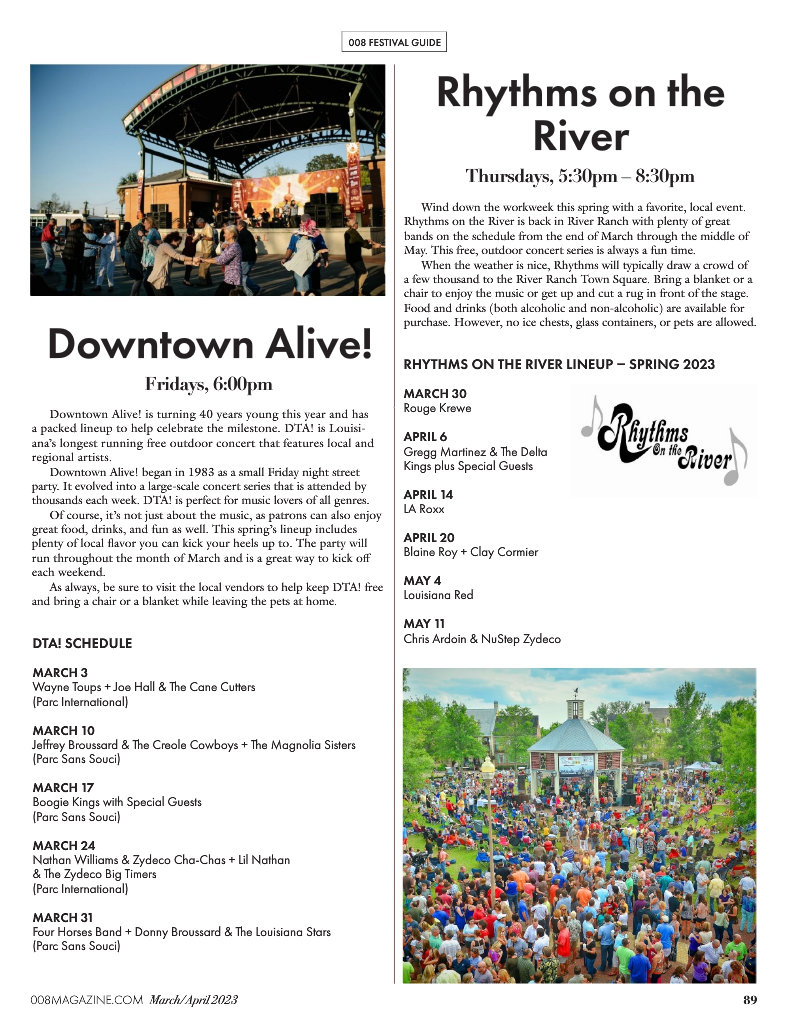 008 FESTIVAL GUIDE
Downtown Alive!
Fridays, 6:00pm
Downtown Alive! is turning 40 years young this year and has
a packed lineup to help celebrate the milestone. DTA! is Louisi-
ana’s longest running free outdoor concert that features local and
regional artists.
Downtown Alive! began in 1983 as a small Friday night street
party. It evolved into a large-scale concert series that is attended by
thousands each week. DTA! is perfect for music lovers of all genres.
Of course, it’s not just about the music, as patrons can also enjoy
great food, drinks, and fun as well. This spring’s lineup includes
plenty of local flavor you can kick your heels up to. The party will
run throughout the month of March and is a great way to kick off
each weekend.
As always, be sure to visit the local vendors to help keep DTA! free
and bring a chair or a blanket while leaving the pets at home.
DTA! SCHEDULE
MARCH 3
Wayne Toups + Joe Hall & The Cane Cutters
(Parc International)
MARCH 10
Jeffrey Broussard & The Creole Cowboys + The Magnolia Sisters
(Parc Sans Souci)
MARCH 17
Boogie Kings with Special Guests
(Parc Sans Souci)
MARCH 24
Nathan Williams & Zydeco Cha-Chas + Lil Nathan
& The Zydeco Big Timers
(Parc International)
MARCH 31
Four Horses Band + Donny Broussard & The Louisiana Stars
(Parc Sans Souci)
Rhythms on the
River
Thursdays, 5:30pm – 8:30pm
Wind down the workweek this spring with a favorite, local event.
Rhythms on the River is back in River Ranch with plenty of great
bands on the schedule from the end of March through the middle of
May. This free, outdoor concert series is always a fun time.
When the weather is nice, Rhythms will typically draw a crowd of
a few thousand to the River Ranch Town Square. Bring a blanket or a
chair to enjoy the music or get up and cut a rug in front of the stage.
Food and drinks (both alcoholic and non-alcoholic) are available for
purchase. However, no ice chests, glass containers, or pets are allowed.
RHYTHMS ON THE RIVER LINEUP – SPRING 2023
MARCH 30
Rouge Krewe
APRIL 6
Gregg Martinez & The Delta
Kings plus Special Guests
APRIL 14
LA Roxx
APRIL 20
Blaine Roy + Clay Cormier
MAY 4
Louisiana Red
MAY 11
Chris Ardoin & NuStep Zydeco
Rhythms
On the
River
008MAGAZINE.COM March/April 2023
89